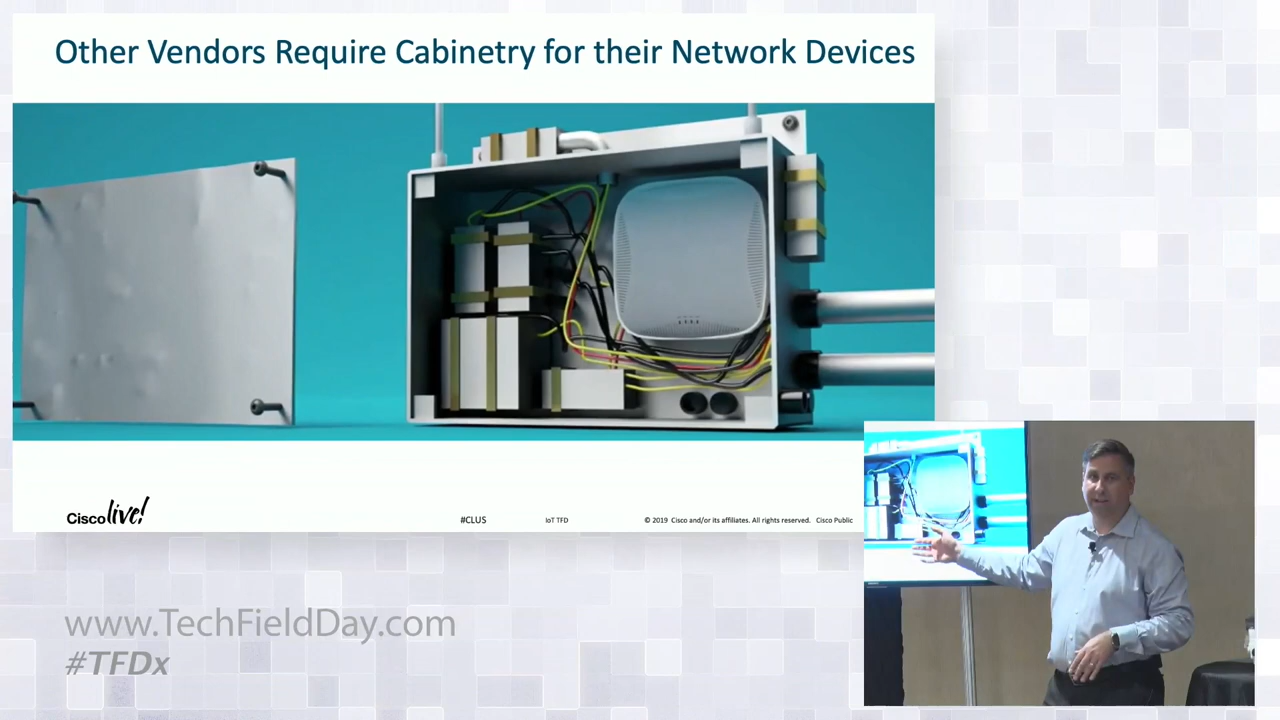 Other Vendors Require Cabinetry for their Network Devices
Cisco live!
#CLUS
IoT TFD
© 2019 Cisco and/or its affiliates. All rights reserved. Cisco Public
www.TechFieldDay.com
#TFDx